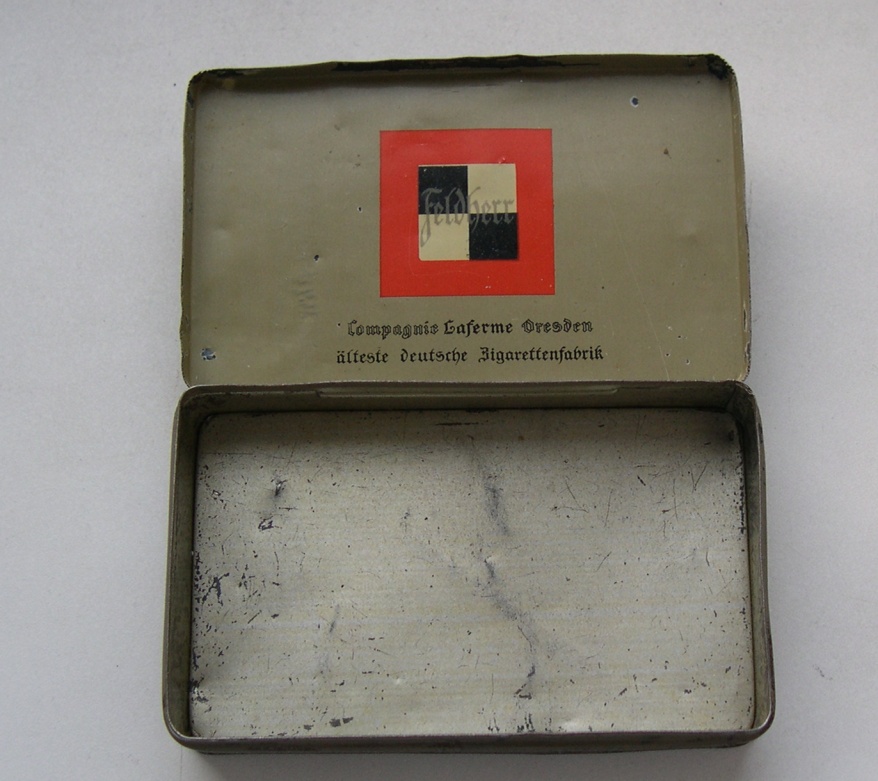 Feldherr
Compagnie Laferme Dresden
älteste deutsche Zigarettenfabrik